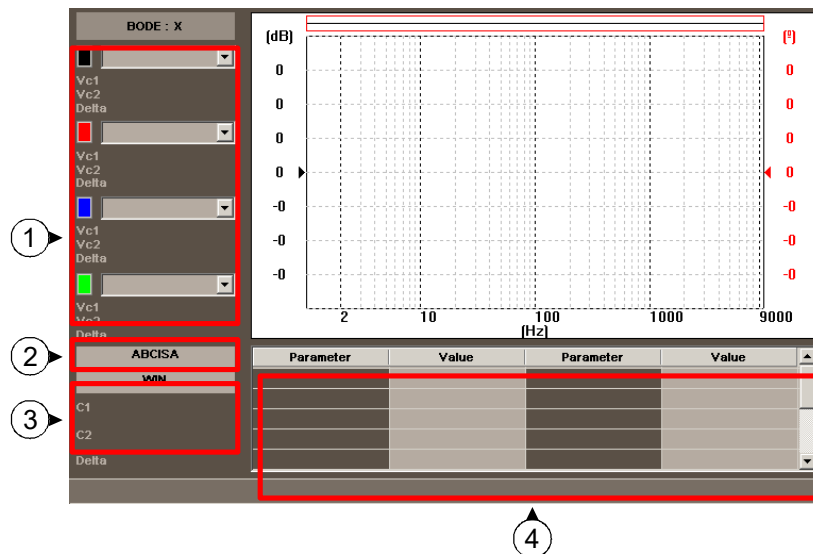 BODE : X
Vc1
Vc2
Delta
Vc1
Vc2
Delta
Vc1
Vc2
Delta
Vc1
Vc2
Delta
ABCISA
WIN
C1
C2
Delta
(dB)
0
0
0
0
-0
-0
-0
(º)
0
0
0
0
-0
-0
-0
2 10 100 1000 9000
(Hz)
Parameter Value Parameter Value
1
2
3
4